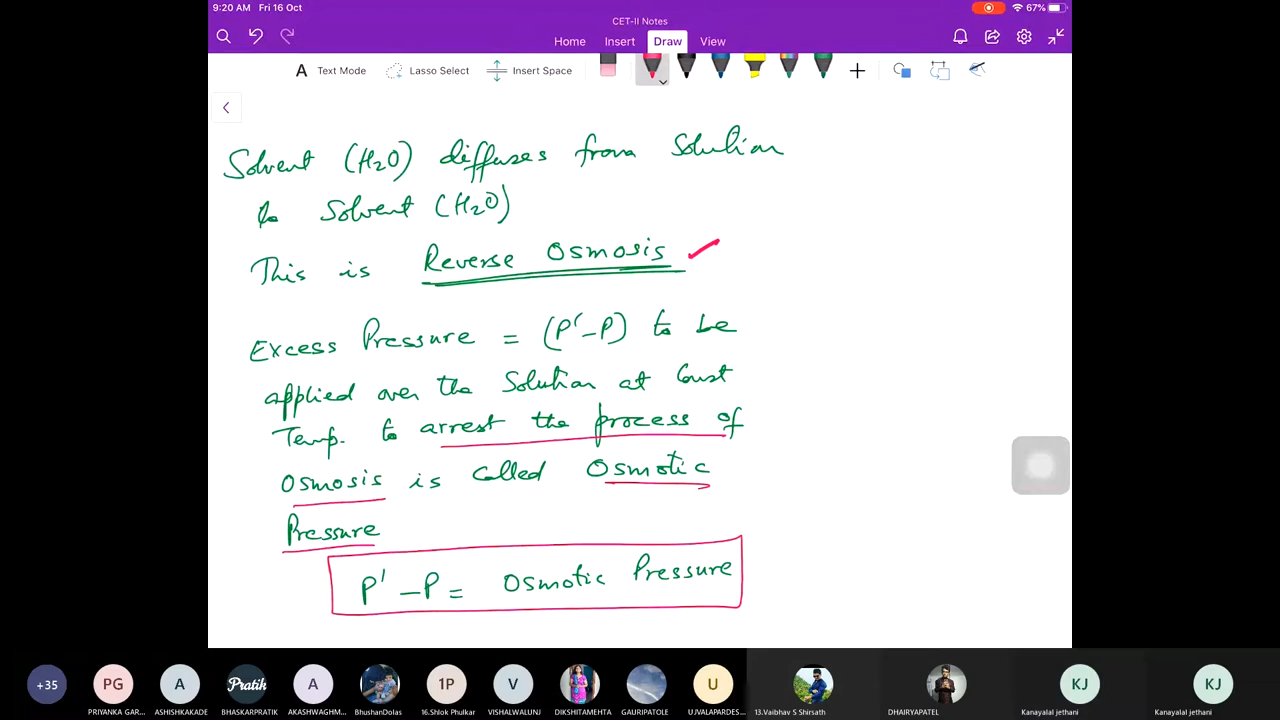 9:20 AM Fri 16 Oct
67%
CET-II Notes
Home Insert Draw View
A Text Mode Lasso Select Insert Space
Solvent (H2O) diffuses from Solution
to Solvent (H2O)
This is Reverse Osmosis
Excess Pressure = (P'-P) to be
applied over the Solution at Const
Temp. to arrest the process of
Osmosis is called Osmotic
Pressure
P' - P = Osmotic Pressure
+35 PG A Pratik A 1P V U KJ KJ
PRIYANKA GAR... ASHISHKAKADE BHASKARPRATIK AKASHWAGHM... BhushanDolas 16.Shlok Phulkar VISHALWALUNJ DIKSHITAMEHTA GAURIPATOLE UJVALAPARDES... 13.Vaibhav S Shirsath DHAIRYAPATEL Kanayalal jethani Kanayalal jethani